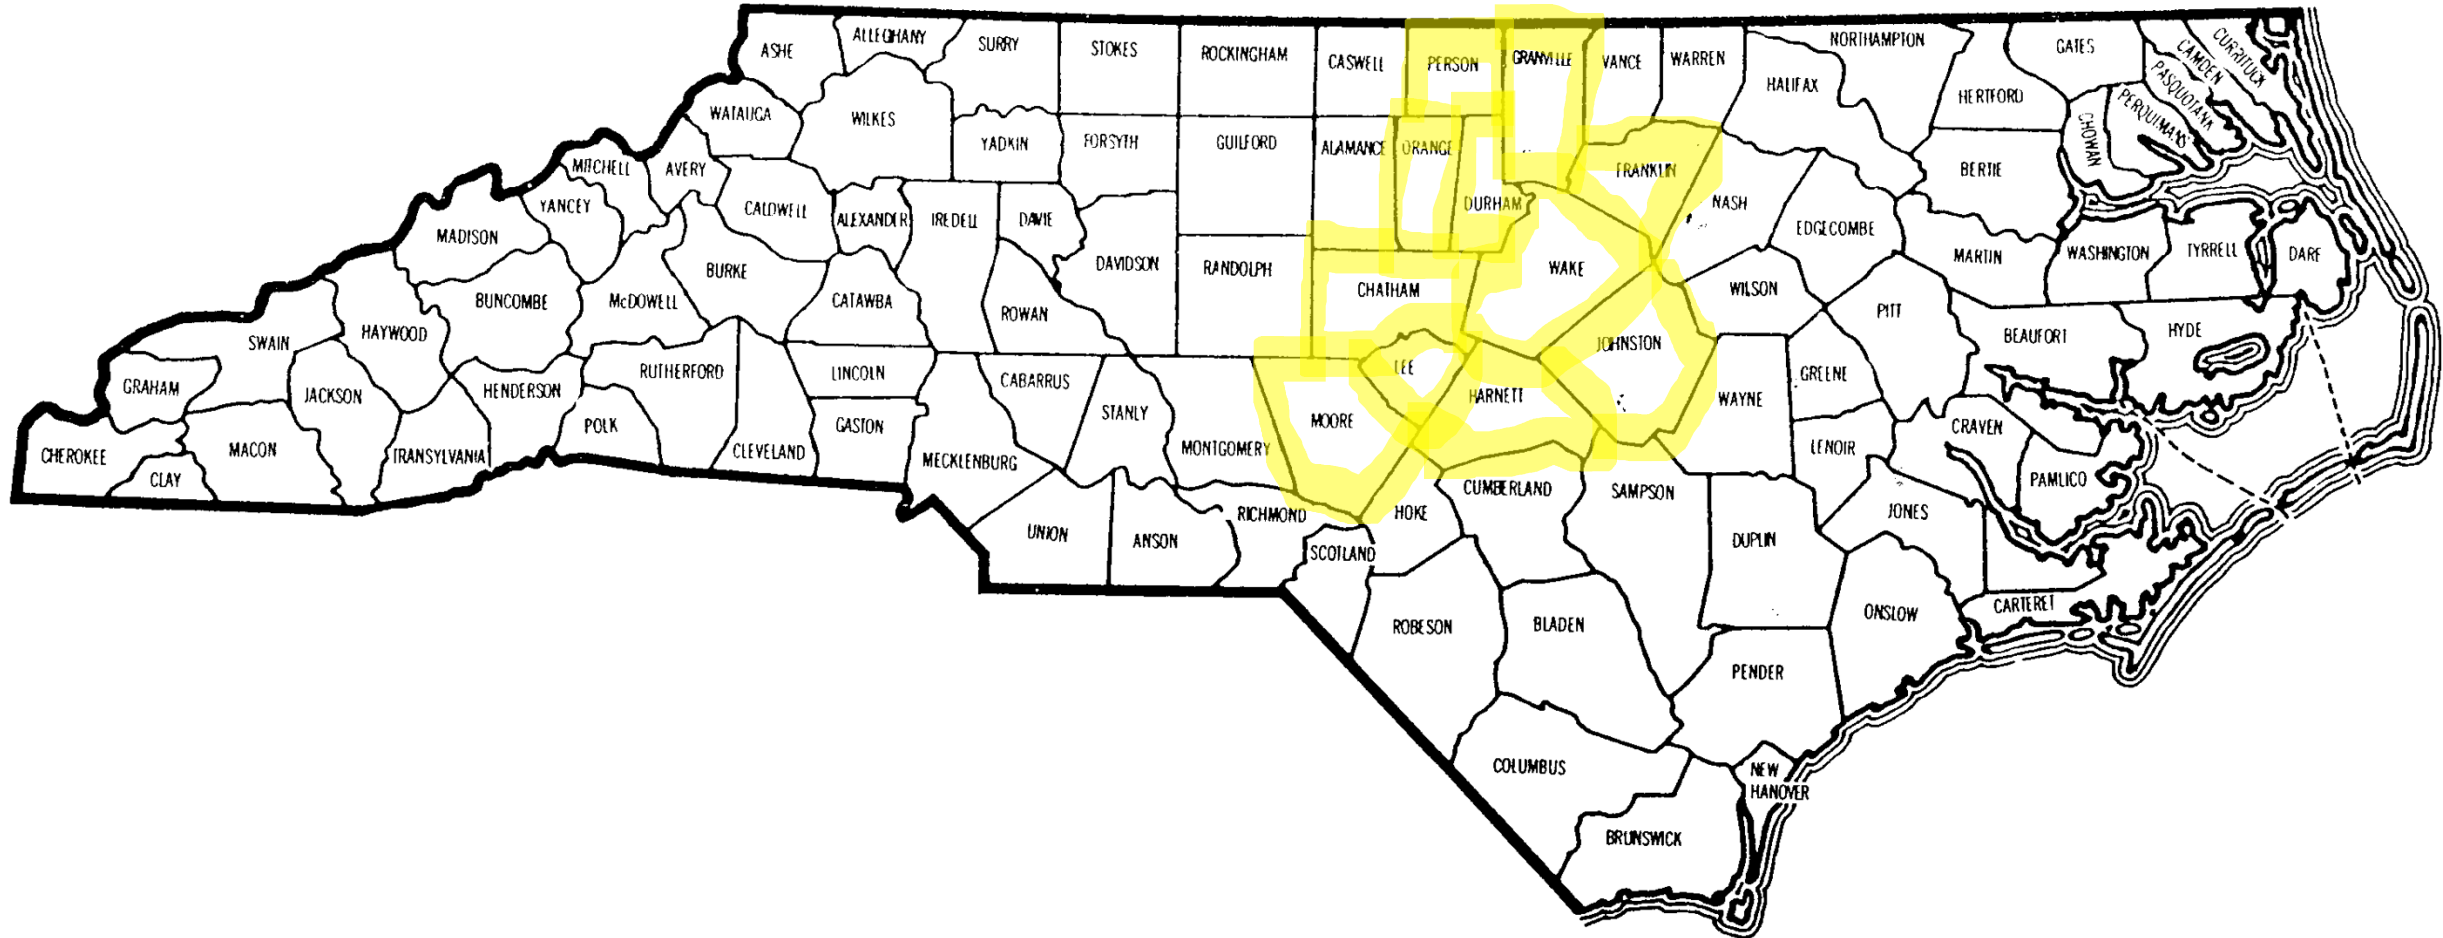 ASHE
ALLEGHANY
SURRY
STOKES
ROCKINGHAM
CASWELL
PERSON
GRANVILLE
VANCE
WARREN
NORTHAMPTON
GATES
CURRITUCK
CAMDEN
PASQUOTANK
PERQUIMANS
CHOWAN
HERTFORD
HALIFAX
WATAUGA
WILKES
YADKIN
FORSYTH
GUILFORD
ALAMANCE
ORANGE
DURHAM
FRANKLIN
NASH
EDGECOMBE
BERTIE
MARTIN
WASHINGTON
TYRRELL
DARE
MITCHELL
AVERY
YANCEY
CALDWELL
ALEXANDER
IREDELL
DAVIE
DAVIDSON
RANDOLPH
CHATHAM
WAKE
WILSON
PITT
BEAUFORT
HYDE
MADISON
BUNCOMBE
McDOWELL
BURKE
CATAWBA
ROWAN
SWAIN
HAYWOOD
GRAHAM
JACKSON
HENDERSON
RUTHERFORD
LINCOLN
CABARRUS
STANLY
MONTGOMERY
MOORE
LEE
HARNETT
JOHNSTON
WAYNE
GREENE
LENOIR
CRAVEN
PAMLICO
CHEROKEE
CLAY
MACON
TRANSYLVANIA
POLK
CLEVELAND
GASTON
MECKLENBURG
UNION
ANSON
RICHMOND
SCOTLAND
HOKE
CUMBERLAND
SAMPSON
DUPLIN
JONES
CARTERET
ONSLOW
ROBESON
BLADEN
PENDER
COLUMBUS
NEW
HANOVER
BRUNSWICK